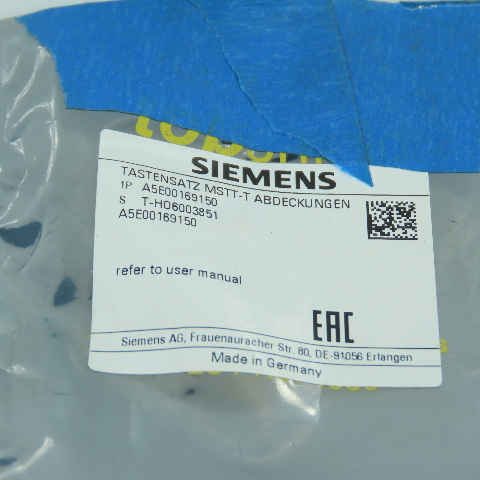 SIEMENS
TASTENSATZ MSTT-T ABDECKUNGEN
1P A5E00169150
S T-H06003851
A5E00169150
refer to user manual
EAC
Siemens AG, Frauenauracher Str. 80, DE-91056 Erlangen
Made in Germany